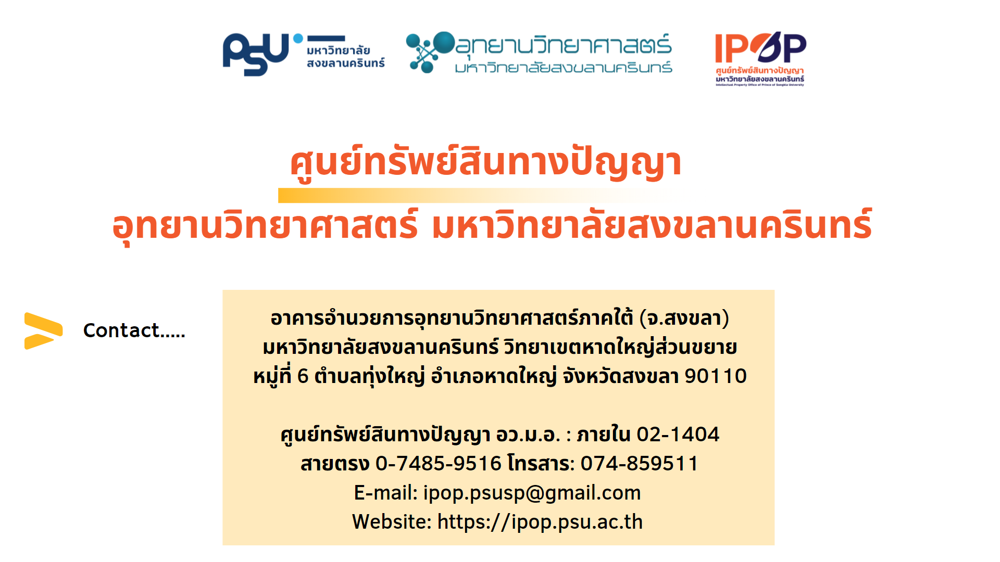 PSU
มหาวิทยาลัย
สงขลานครินทร์
อุทยานวิทยาศาสตร์
มหาวิทยาลัยสงขลานครินทร์
IPOP
ศูนย์ทรัพย์สินทางปัญญา
มหาวิทยาลัยสงขลานครินทร์
Intellectual Property Office of Prince of Songkla University
ศูนย์ทรัพย์สินทางปัญญา
อุทยานวิทยาศาสตร์ มหาวิทยาลัยสงขลานครินทร์
Contact.....
อาคารอำนวยการอุทยานวิทยาศาสตร์ภาคใต้ (จ.สงขลา)
มหาวิทยาลัยสงขลานครินทร์ วิทยาเขตหาดใหญ่ส่วนขยาย
หมู่ที่ 6 ตำบลทุ่งใหญ่ อำเภอหาดใหญ่ จังหวัดสงขลา 90110
ศูนย์ทรัพย์สินทางปัญญา อว.ม.อ. : ภายใน 02-1404
สายตรง 0-7485-9516 โทรสาร: 074-859511
E-mail: ipop.psusp@gmail.com
Website: https://ipop.psu.ac.th